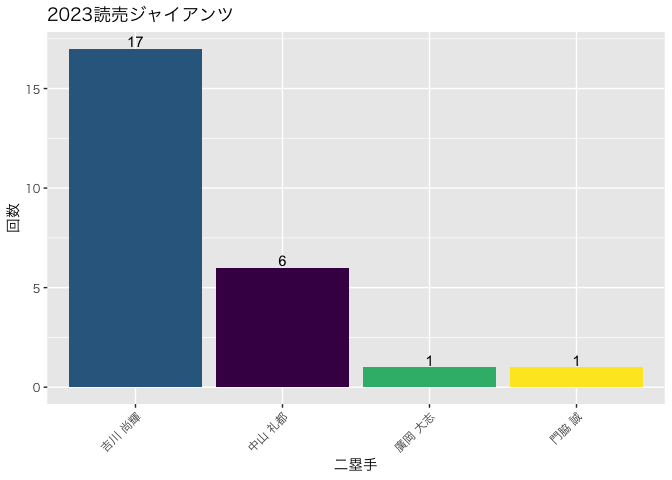 2023読売ジャイアンツ
17
6
1
1
15
10
5
0
回数
吉川 尚輝
中山 礼都
廣岡 大志
門脇 誠
二塁手